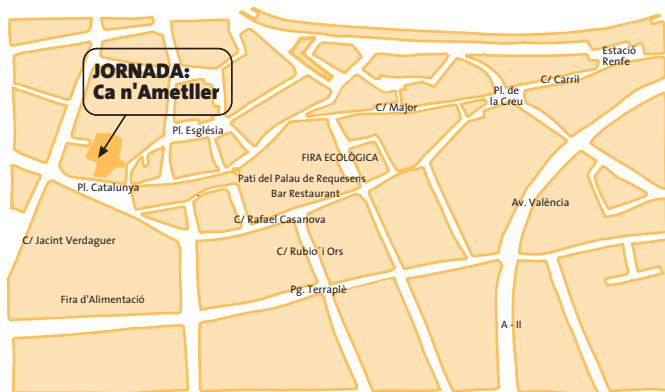 JORNADA:
Ca n'Ametller
Estació
Renfe
C/ Carril
Pl. de
la Creu
C/ Major
Pl. Església
FIRA ECOLÒGICA
Pati del Palau de Requesens
Bar Restaurant
Pl. Catalunya
Av. València
C/ Rafael Casanova
C/ Jacint Verdaguer
C/ Rubio´i Ors
Pg. Terraplè
Fira d'Alimentació
A - II